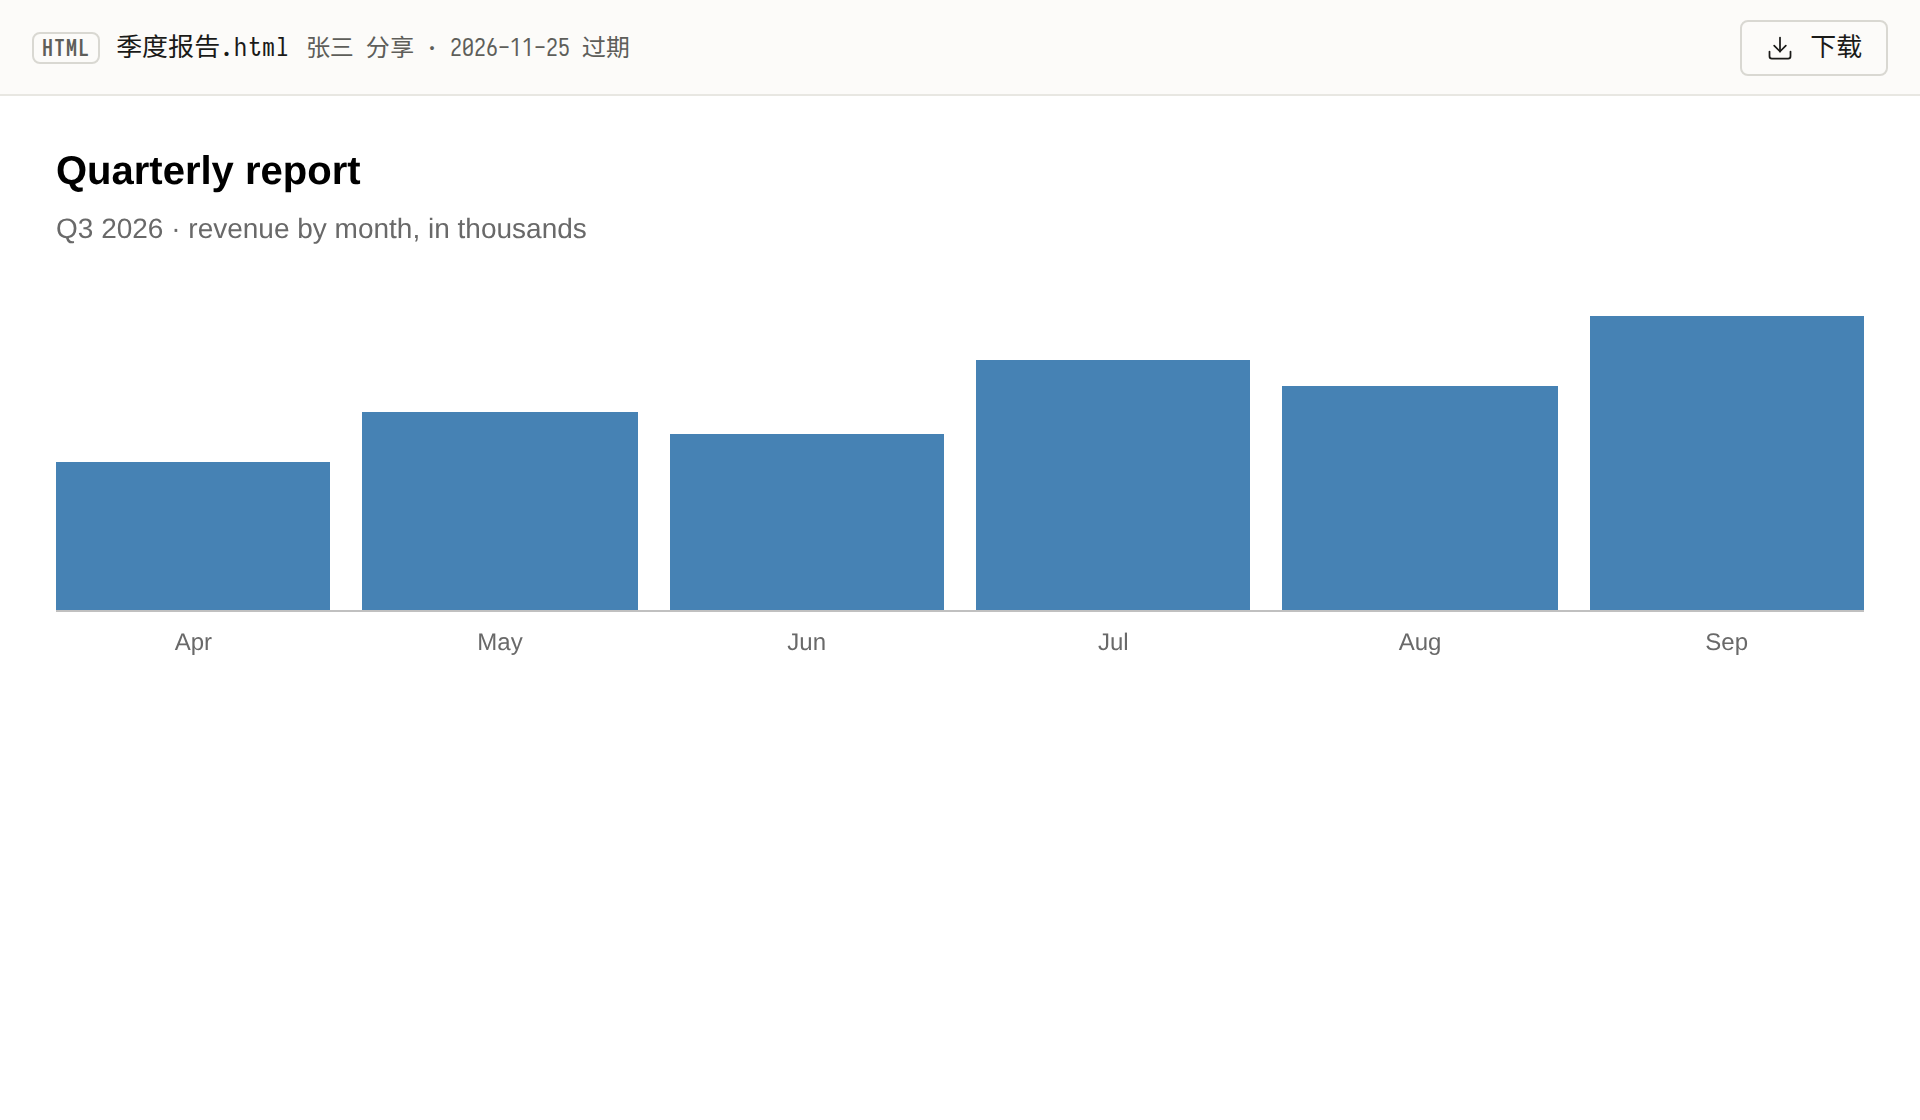 HTML 季度报告.html 张三 分享 · 2026-11-25 过期 下载
Quarterly report
Q3 2026 · revenue by month, in thousands
Apr May Jun Jul Aug Sep